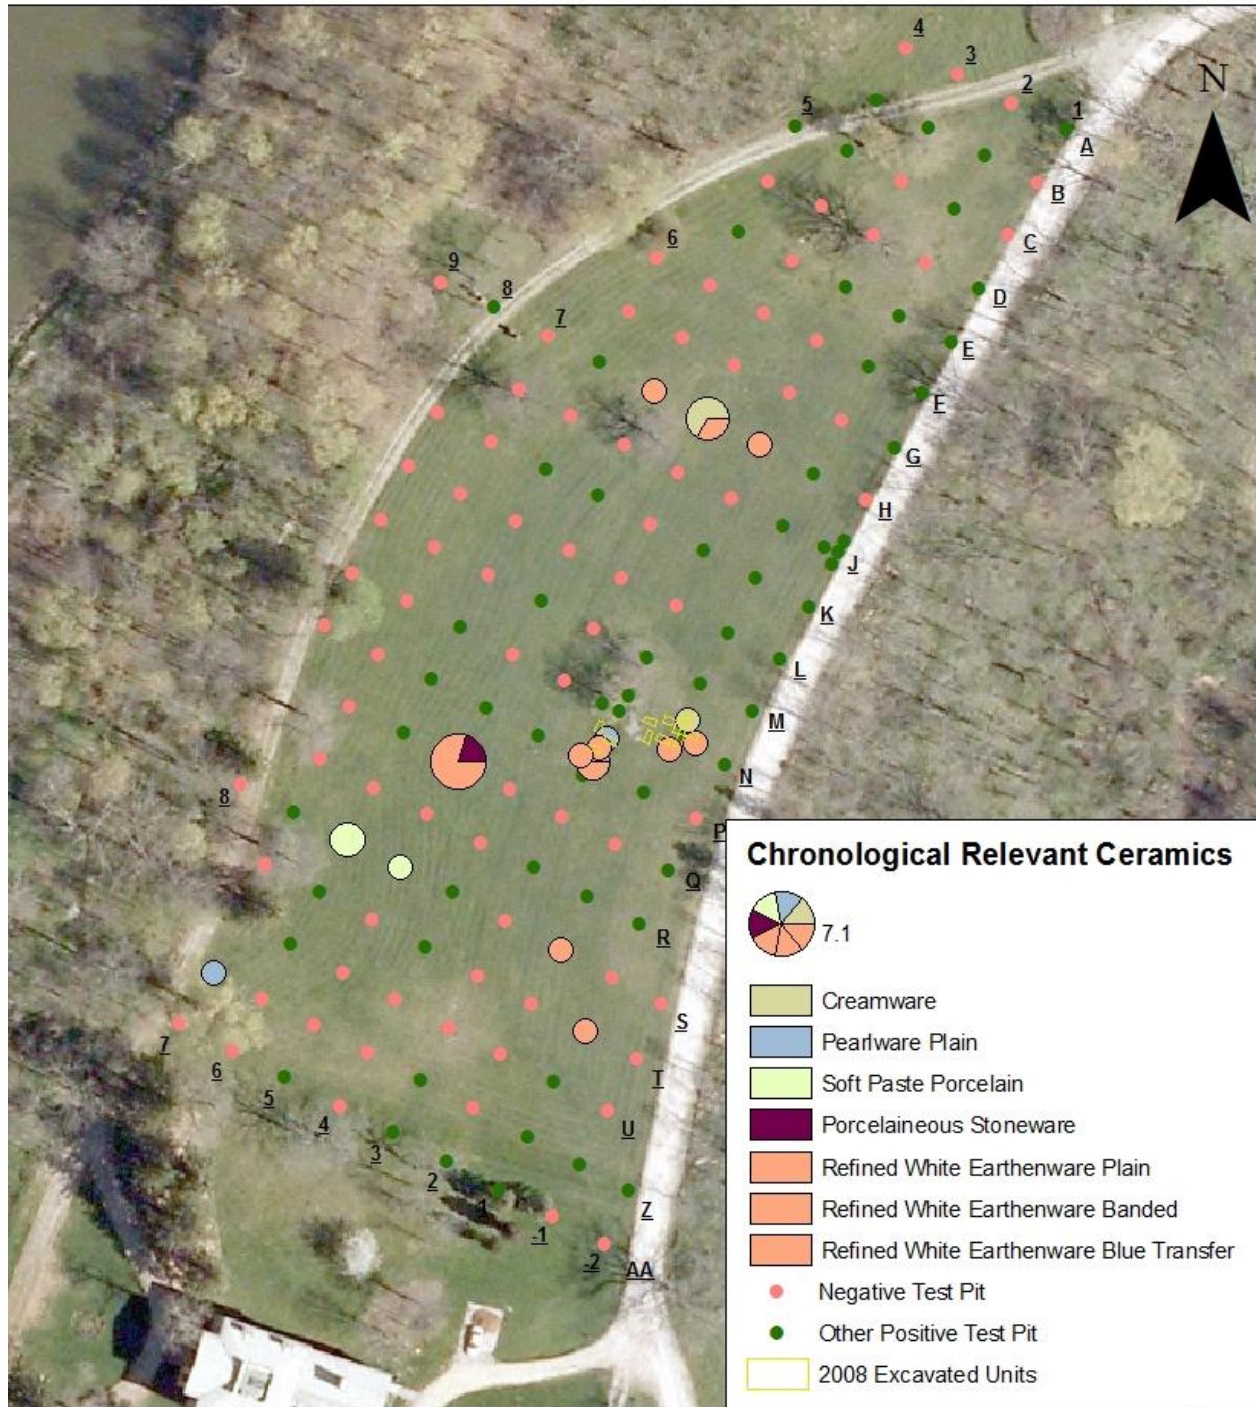 4
3
N
2
5
1
A
B
6
C
9
8
D
7
E
F
G
H
J
K
L
M
N
8
P
Chronological Relevant Ceramics
Q
7.1
R
Creamware
S
Pearlware Plain
7
6
T
Soft Paste Porcelain
5
4
U
Porcelaineous Stoneware
3
2
Refined White Earthenware Plain
1
Z
Refined White Earthenware Banded
-1
-2
AA
Refined White Earthenware Blue Transfer
Negative Test Pit
Other Positive Test Pit
2008 Excavated Units